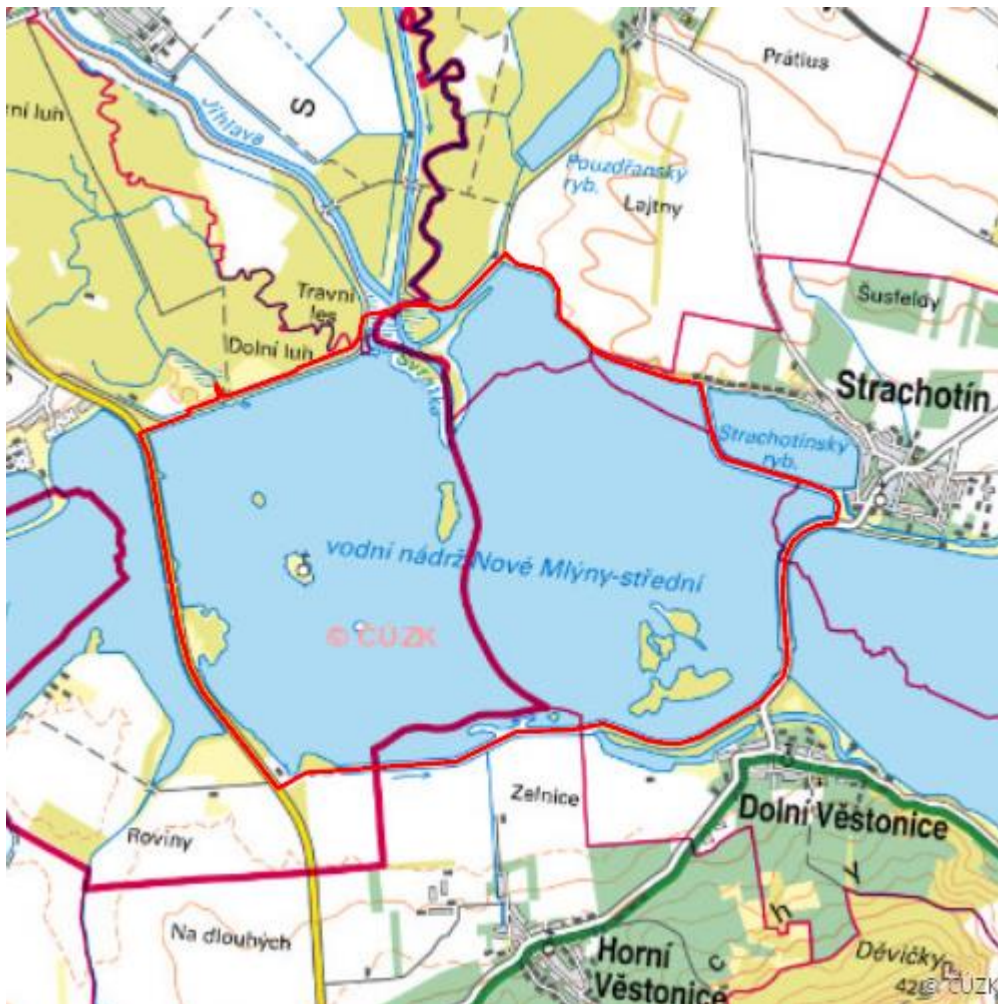 Prátlus
S
Jihlava
rní luh
Pouzdřanský
ryb.
Lajtny
Travní
les
Šusfeldy
Dolní luh
Svratka
Strachotín
Strachotínský
ryb.
vodní nádrž Nové Mlýny-střední
© ČÚZK
Zelnice
Dolní Věstonice
Roviny
y
h
Na dlouhých
Horní
Věstonice
c
Děvičky
© ČÚZK